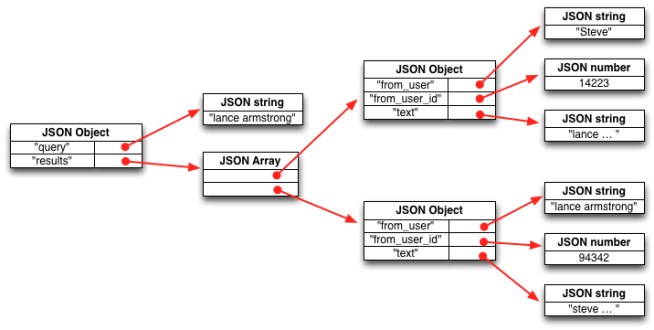 JSON Object
"query"
"results"
JSON string
"lance armstrong"
JSON Array
JSON Object
"from_user"
"from_user_id"
"text"
JSON string
"Steve"
JSON number
14223
JSON string
"lance ... "
JSON Object
"from_user"
"from_user_id"
"text"
JSON string
"lance armstrong"
JSON number
94342
JSON string
"steve ... "